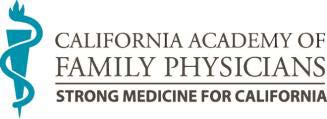 CALIFORNIA ACADEMY OF
FAMILY PHYSICIANS
STRONG MEDICINE FOR CALIFORNIA